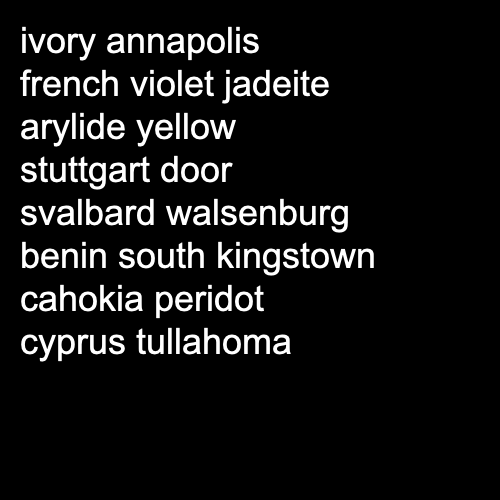 ivory annapolis
french violet jadeite
arylide yellow
stuttgart door
svalbard walsenburg
benin south kingstown
cahokia peridot
cyprus tullahoma